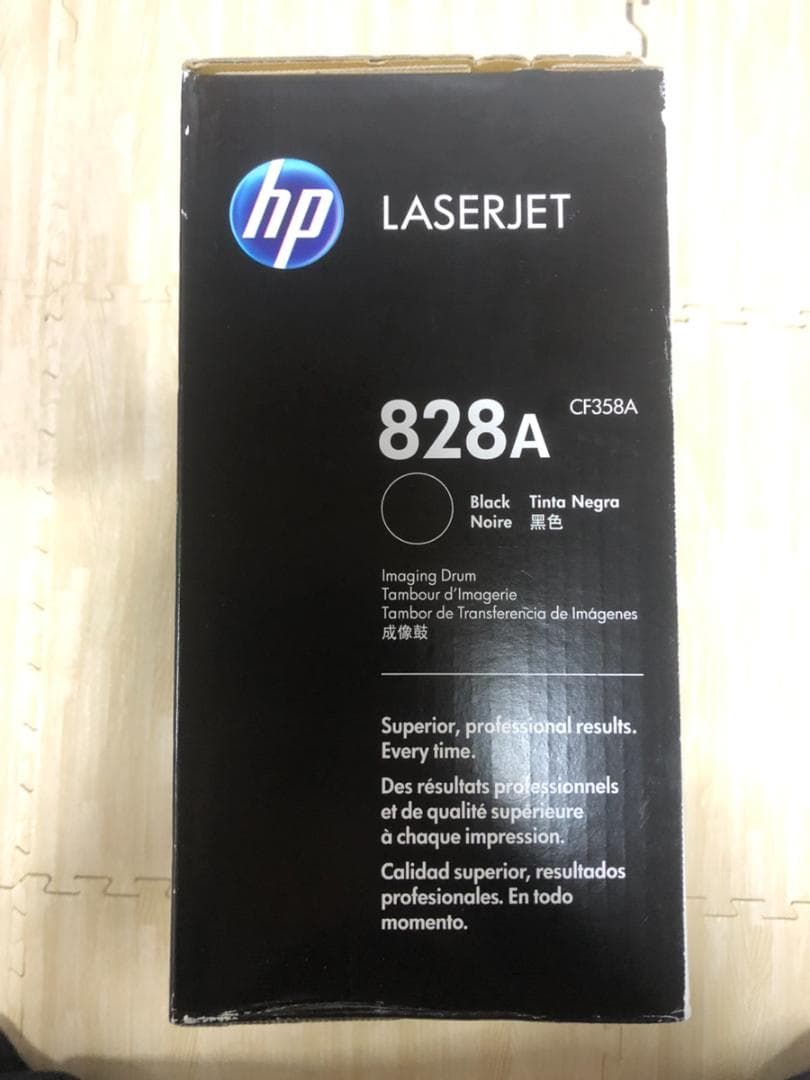 hp LASERJET
828A CF358A
Black Tinta Negra
Noire 黑色
Imaging Drum
Tambour d'Imagerie
Tambor de Transferencia de Imágenes
成像鼓
Superior, professional results.
Every time.
Des résultats professionnels
et de qualité supérieure
à chaque impression.
Calidad superior, resultados
profesionales. En todo
momento.